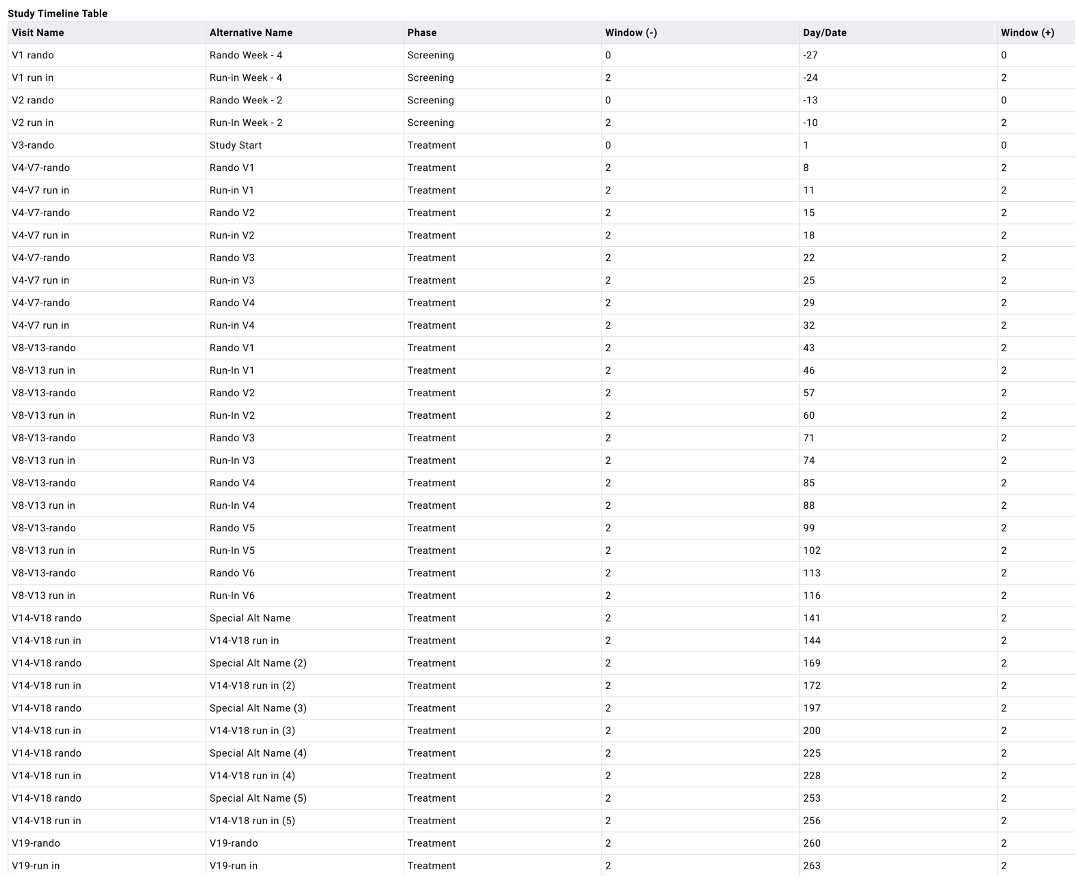 Study Timeline Table
Visit Name Alternative Name Phase Window (-) Day/Date Window (+)
V1 rando Rando Week - 4 Screening 0 -27 0
V1 run in Run-in Week - 4 Screening 2 -24 2
V2 rando Rando Week - 2 Screening 0 -13 0
V2 run in Run-In Week - 2 Screening 2 -10 2
V3-rando Study Start Treatment 0 1 0
V4-V7-rando Rando V1 Treatment 2 8 2
V4-V7 run in Run-in V1 Treatment 2 11 2
V4-V7-rando Rando V2 Treatment 2 15 2
V4-V7 run in Run-in V2 Treatment 2 18 2
V4-V7-rando Rando V3 Treatment 2 22 2
V4-V7 run in Run-in V3 Treatment 2 25 2
V4-V7-rando Rando V4 Treatment 2 29 2
V4-V7 run in Run-in V4 Treatment 2 32 2
V8-V13-rando Rando V1 Treatment 2 43 2
V8-V13 run in Run-In V1 Treatment 2 46 2
V8-V13-rando Rando V2 Treatment 2 57 2
V8-V13 run in Run-In V2 Treatment 2 60 2
V8-V13-rando Rando V3 Treatment 2 71 2
V8-V13 run in Run-In V3 Treatment 2 74 2
V8-V13-rando Rando V4 Treatment 2 85 2
V8-V13 run in Run-In V4 Treatment 2 88 2
V8-V13-rando Rando V5 Treatment 2 99 2
V8-V13 run in Run-In V5 Treatment 2 102 2
V8-V13-rando Rando V6 Treatment 2 113 2
V8-V13 run in Run-In V6 Treatment 2 116 2
V14-V18 rando Special Alt Name Treatment 2 141 2
V14-V18 run in V14-V18 run in Treatment 2 144 2
V14-V18 rando Special Alt Name (2) Treatment 2 169 2
V14-V18 run in V14-V18 run in (2) Treatment 2 172 2
V14-V18 rando Special Alt Name (3) Treatment 2 197 2
V14-V18 run in V14-V18 run in (3) Treatment 2 200 2
V14-V18 rando Special Alt Name (4) Treatment 2 225 2
V14-V18 run in V14-V18 run in (4) Treatment 2 228 2
V14-V18 rando Special Alt Name (5) Treatment 2 253 2
V14-V18 run in V14-V18 run in (5) Treatment 2 256 2
V19-rando V19-rando Treatment 2 260 2
V19-run in V19-run in Treatment 2 263 2